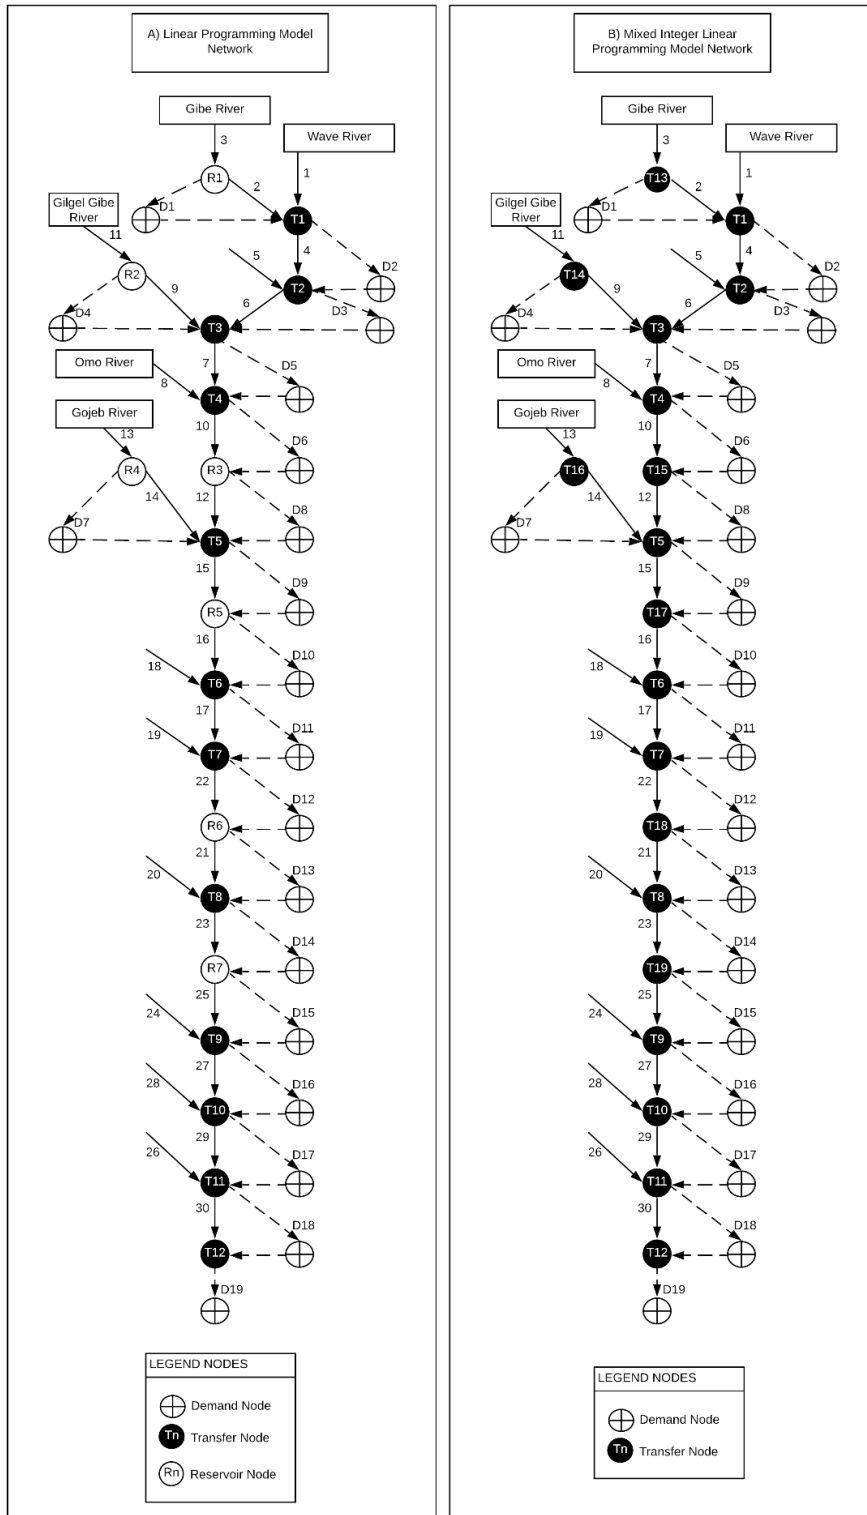 A) Linear Programming Model
Network
Gibe River
3
Wave River
R1
2
1
Gilgel Gibe
River
D1
T1
11
4
5
D2
R2
9
T2
6
D3
D4
T3
7
D5
Omo River
8
T4
10
D6
Gojeb River
13
R4
R3
14
12
D8
D7
T5
15
D9
R5
16
D10
18
T6
17
D11
19
T7
22
D12
R6
21
D13
20
T8
23
D14
R7
25
D15
24
T9
27
D16
28
T10
29
D17
26
T11
30
D18
T12
D19
LEGEND NODES
Demand Node
Tn Transfer Node
Rn Reservoir Node
B) Mixed Integer Linear
Programming Model Network
Gibe River
3
Wave River
T13
2
1
Gilgel Gibe
River
D1
T1
11
4
5
D2
T14
9
T2
6
D3
D4
T3
7
D5
Omo River
8
T4
10
D6
Gojeb River
13
T16
T15
14
12
D8
D7
T5
15
D9
T17
16
D10
18
T6
17
D11
19
T7
22
D12
T18
21
D13
20
T8
23
D14
T19
25
D15
24
T9
27
D16
28
T10
29
D17
26
T11
30
D18
T12
D19
LEGEND NODES
Demand Node
Tn Transfer Node